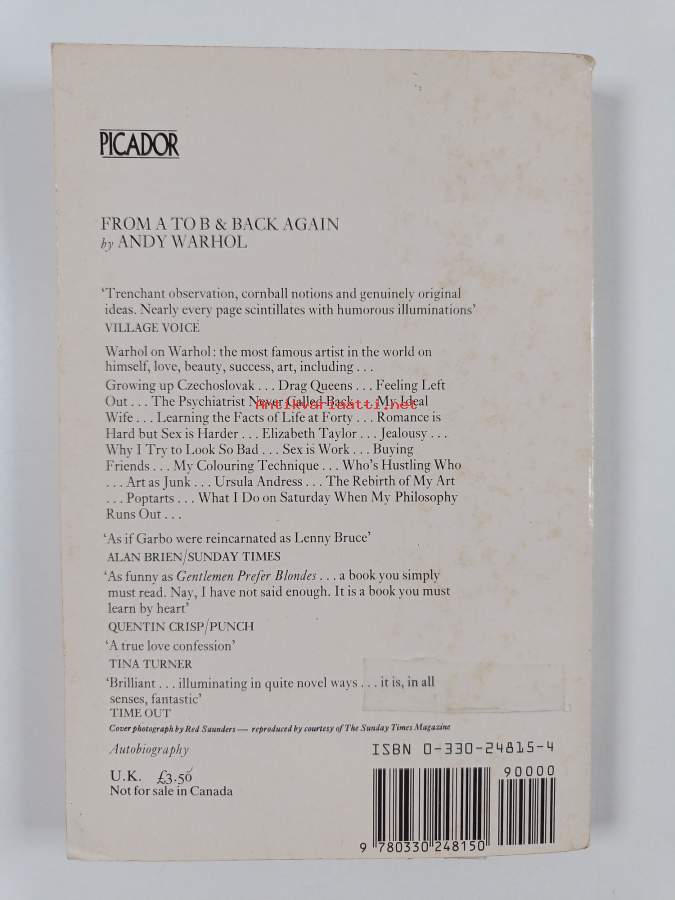 PICADOR
FROM A TO B & BACK AGAIN
by ANDY WARHOL
‘Trenchant observation, cornball notions and genuinely original
ideas. Nearly every page scintillates with humorous illuminations’
VILLAGE VOICE
Warhol on Warhol: the most famous artist in the world on
himself, love, beauty, success, art, including . . .
Growing up Czechoslovak . . . Drag Queens . . . Feeling Left
Out . . . The Psychiatrist Never Called Back . . . My Ideal
Antikvariaatti.net
Wife . . . Learning the Facts of Life at Forty . . . Romance is
Hard but Sex is Harder . . . Elizabeth Taylor . . . Jealousy . . .
Why I Try to Look So Bad . . . Sex is Work . . . Buying
Friends . . . My Colouring Technique . . . Who’s Hustling Who
. . . Art as Junk . . . Ursula Andress . . . The Rebirth of My Art
. . . Poptarts . . . What I Do on Saturday When My Philosophy
Runs Out . . .
‘As if Garbo were reincarnated as Lenny Bruce’
ALAN BRIEN/SUNDAY TIMES
‘As funny as Gentlemen Prefer Blondes . . . a book you simply
must read. Nay, I have not said enough. It is a book you must
learn by heart’
QUENTIN CRISP/PUNCH
‘A true love confession’
TINA TURNER
‘Brilliant . . . illuminating in quite novel ways . . . it is, in all
senses, fantastic’
TIME OUT
Cover photograph by Red Saunders — reproduced by courtesy of The Sunday Times Magazine
Autobiography
ISBN 0-330-24815-4
U.K. £3.50
Not for sale in Canada
90000
9 780330 248150